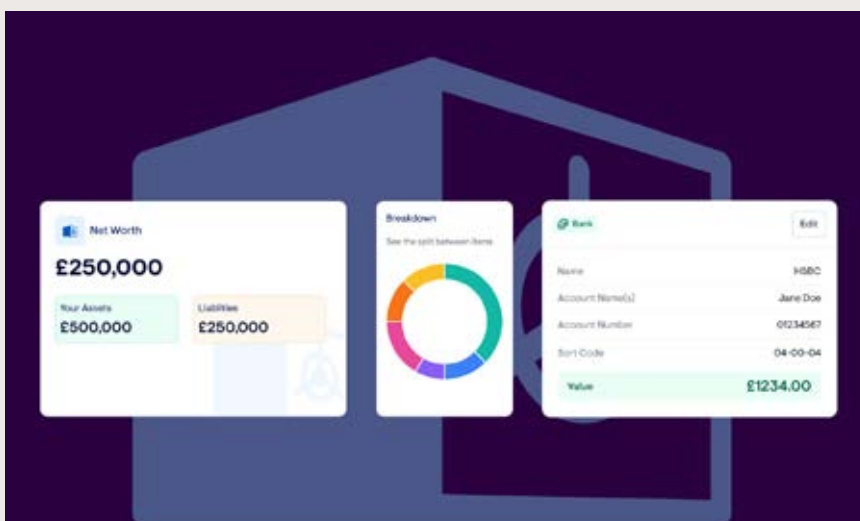 Net Worth
£250,000
Your Assets
£500,000
Liabilities
£250,000
Breakdown
See the split between items
Bank
Edit
Name
HSBC
Account Name(s)
Jane Doe
Account Number
01234567
Sort Code
04-00-04
Value
£1234.00